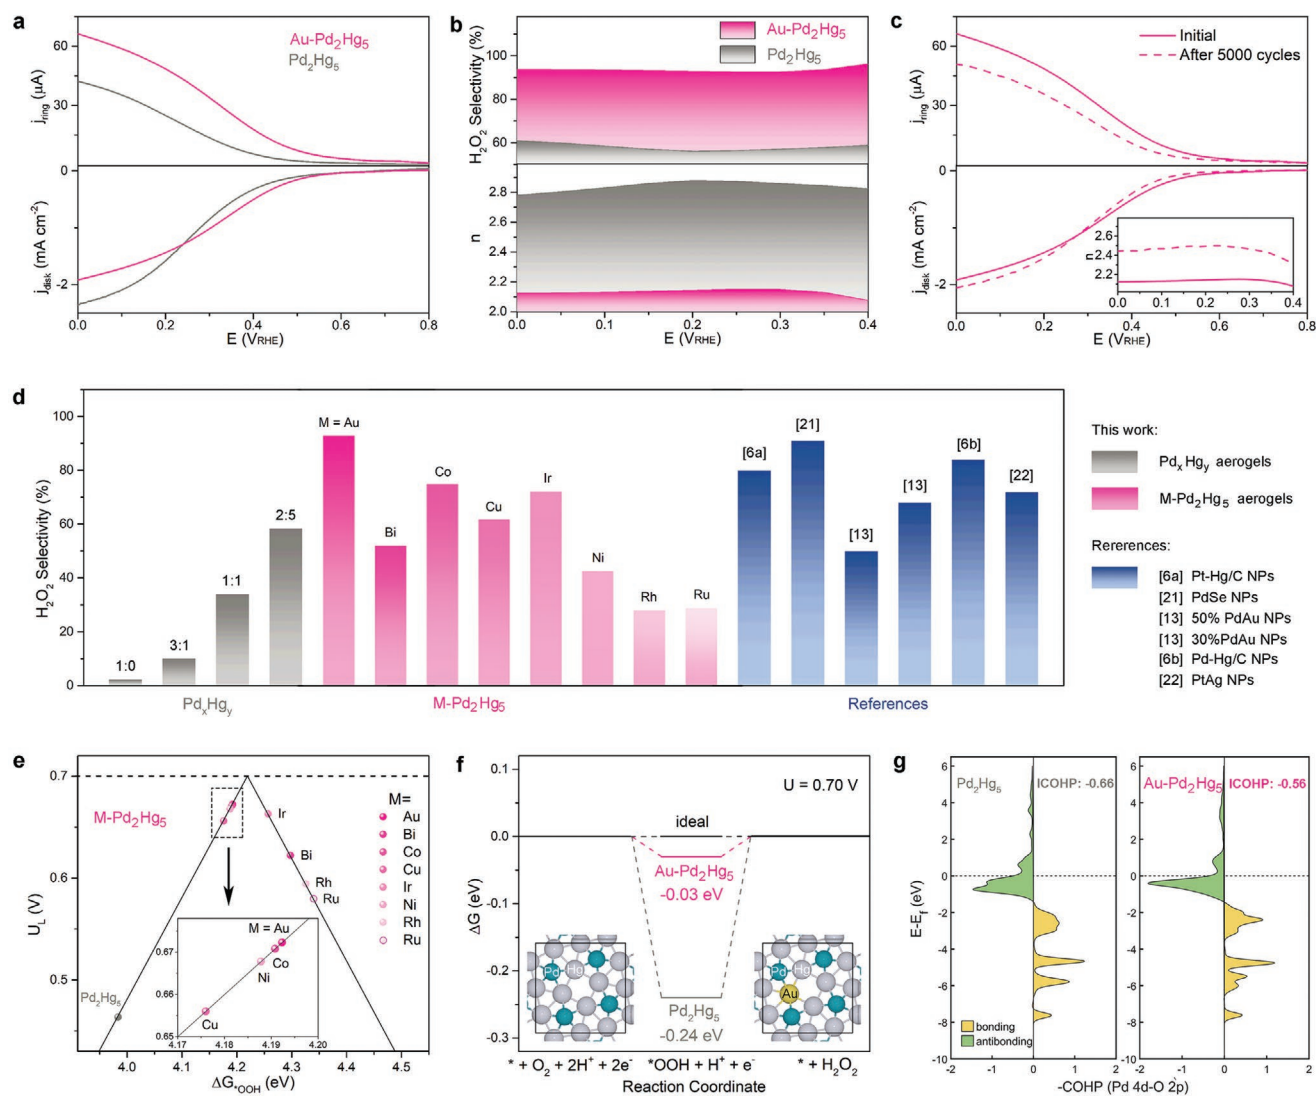 a
Au-Pd2Hg5
Pd2Hg5
60
30
0
-2
jring (µA)
jdisk (mA cm-2)
0.0 0.2 0.4 0.6 0.8
E (VRHE)
b
Au-Pd2Hg5
Pd2Hg5
100
80
60
H2O2 Selectivity (%)
2.8
2.6
2.4
2.2
2.0
n
0.0 0.1 0.2 0.3 0.4
E (VRHE)
c
Initial
After 5000 cycles
60
30
0
-2
jring (µA)
jdisk (mA cm-2)
2.6
2.4
2.2
n
0.0 0.1 0.2 0.3 0.4
0.0 0.2 0.4 0.6 0.8
E (VRHE)
d
100
80
60
40
20
0
H2O2 Selectivity (%)
1:0
3:1
1:1
2:5
M = Au
Bi
Co
Cu
Ir
Ni
Rh
Ru
[6a]
[21]
[13]
[13]
[6b]
[22]
PdxHgy
M-Pd2Hg5
References
This work:
PdxHgy aerogels
M-Pd2Hg5 aerogels
Rererences:
[6a] Pt-Hg/C NPs
[21] PdSe NPs
[13] 50% PdAu NPs
[13] 30%PdAu NPs
[6b] Pd-Hg/C NPs
[22] PtAg NPs
e
0.7
0.6
0.5
UL (V)
M-Pd2Hg5
M=
Au
Bi
Co
Cu
Ir
Ni
Rh
Ru
Ir
Bi
Rh
Ru
Pd2Hg5
M = Au
Co
Ni
Cu
0.67
0.66
0.65
4.17 4.18 4.19 4.20
4.0 4.1 4.2 4.3 4.4 4.5
ΔG*OOH (eV)
f
U = 0.70 V
ideal
Au-Pd2Hg5
-0.03 eV
Pd2Hg5
-0.24 eV
Pd Hg
Pd Hg
Au
0.1
0.0
-0.1
-0.2
-0.3
ΔG (eV)
* + O2 + 2H+ + 2e-
*OOH + H+ + e-
* + H2O2
Reaction Coordinate
g
Pd2Hg5
ICOHP: -0.66
Au-Pd2Hg5
ICOHP: -0.56
6
4
2
0
-2
-4
-6
-8
-10
E-Ef (eV)
bonding
antibonding
-2 -1 0 1 2
6
4
2
0
-2
-4
-6
-8
-10
-2 -1 0 1 2
-COHP (Pd 4d-O 2p)